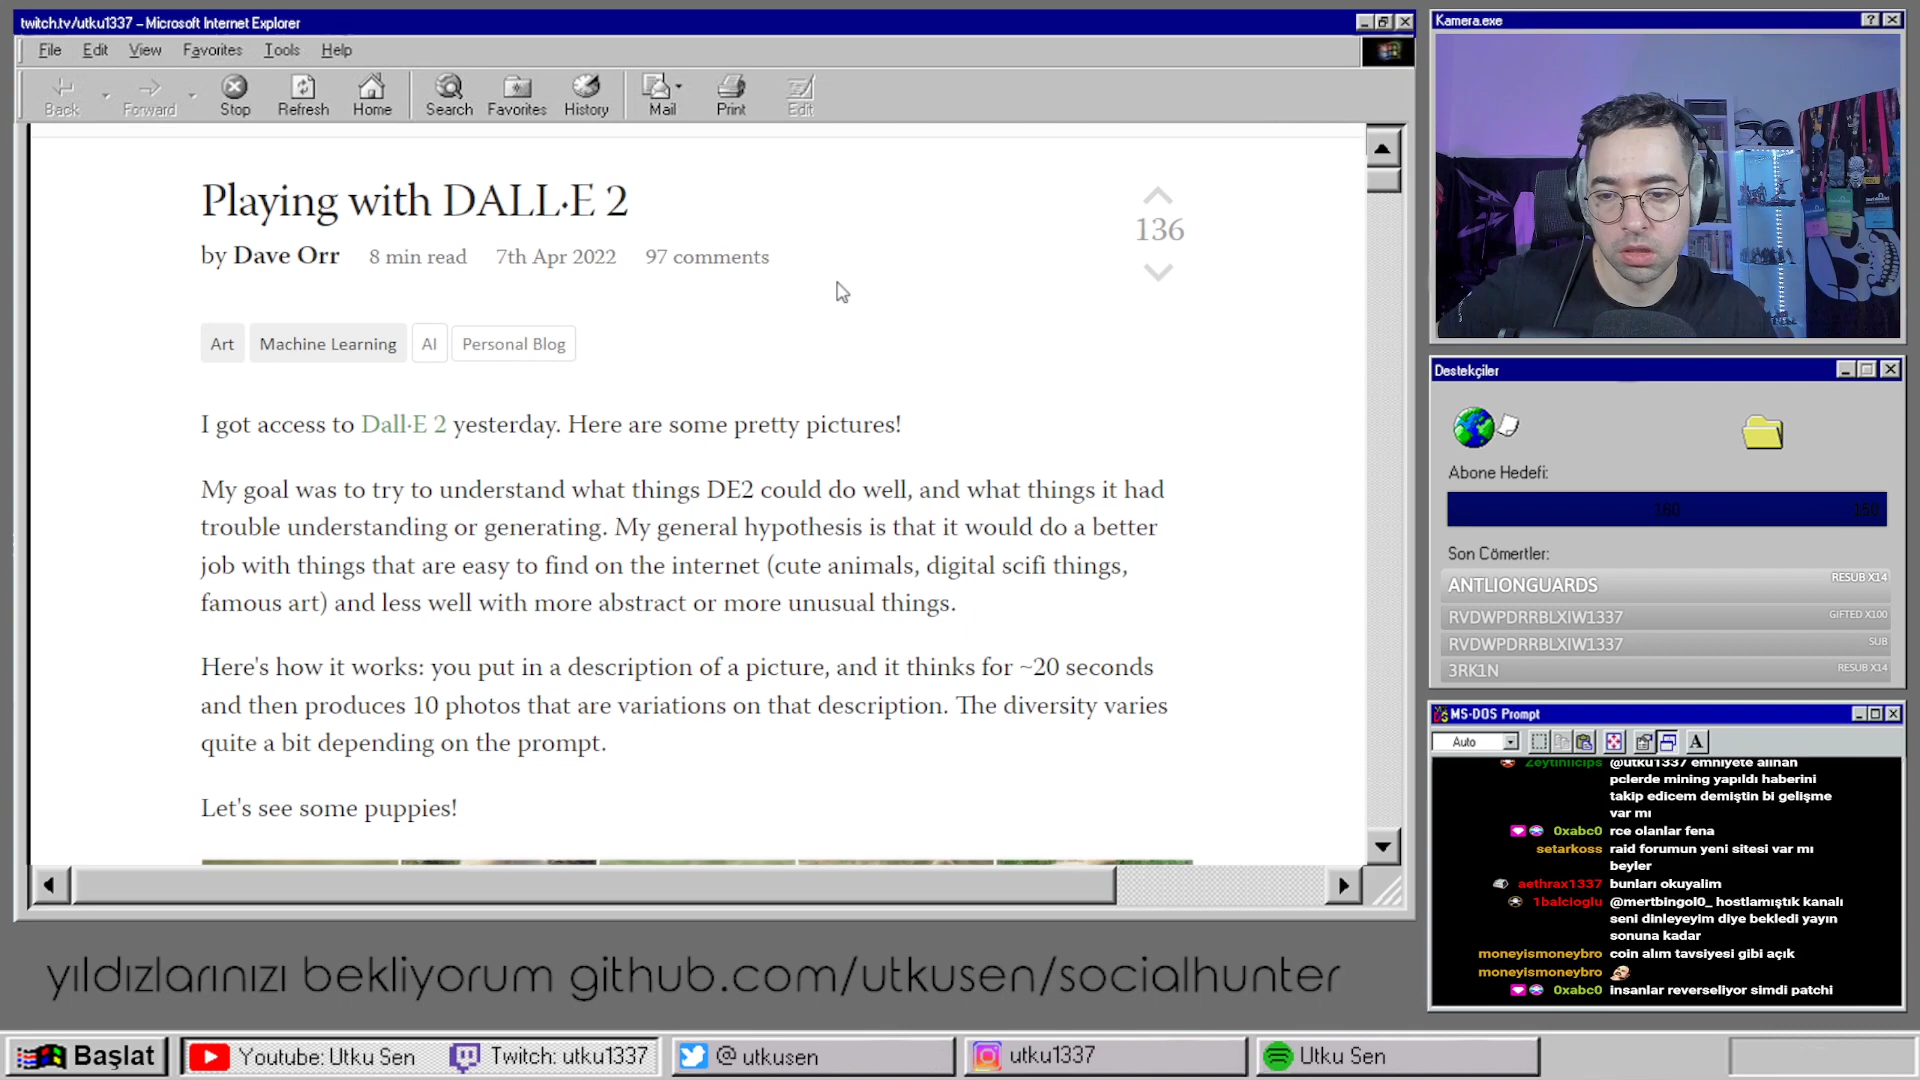 twitch.tv/utku1337 – Microsoft Internet Explorer
File Edit View Favorites Tools Help
Back Forward Stop Refresh Home Search Favorites History Mail Print Edit
Playing with DALL·E 2
by Dave Orr 8 min read 7th Apr 2022 97 comments
136
Art Machine Learning AI Personal Blog
I got access to Dall·E 2 yesterday. Here are some pretty pictures!
My goal was to try to understand what things DE2 could do well, and what things it had
trouble understanding or generating. My general hypothesis is that it would do a better
job with things that are easy to find on the internet (cute animals, digital scifi things,
famous art) and less well with more abstract or more unusual things.
Here's how it works: you put in a description of a picture, and it thinks for ~20 seconds
and then produces 10 photos that are variations on that description. The diversity varies
quite a bit depending on the prompt.
Let's see some puppies!
Kamera.exe
Destekçiler
Abone Hedefi:
160 150
Son Cömertler:
ANTLIONGUARDS RESUB X14
RVDWPDRRBLXIW1337 GIFTED X100
RVDWPDRRBLXIW1337 SUB
3RK1N RESUB X14
MS-DOS Prompt
Auto
A
@utku1337 emniyete alınan
pclerde mining yapıldı haberini
takip edicem demiştin bi gelişme
var mı
0xabc0 rce olanlar fena
setarkoss raid forumun yeni sitesi var mı
beyler
aethrax1337 bunları okuyalim
1balcioglu @mertbingol0_ hostlamıştık kanalı
seni dinleyeyim diye bekledi yayın
sonuna kadar
moneyismoneybro coin alım tavsiyesi gibi açık
moneyismoneybro
0xabc0 insanlar reverseliyor simdi patchi
yıldızlarınızı bekliyorum github.com/utkusen/socialhunter
Başlat Youtube: Utku Sen Twitch: utku1337 @utkusen utku1337 Utku Sen